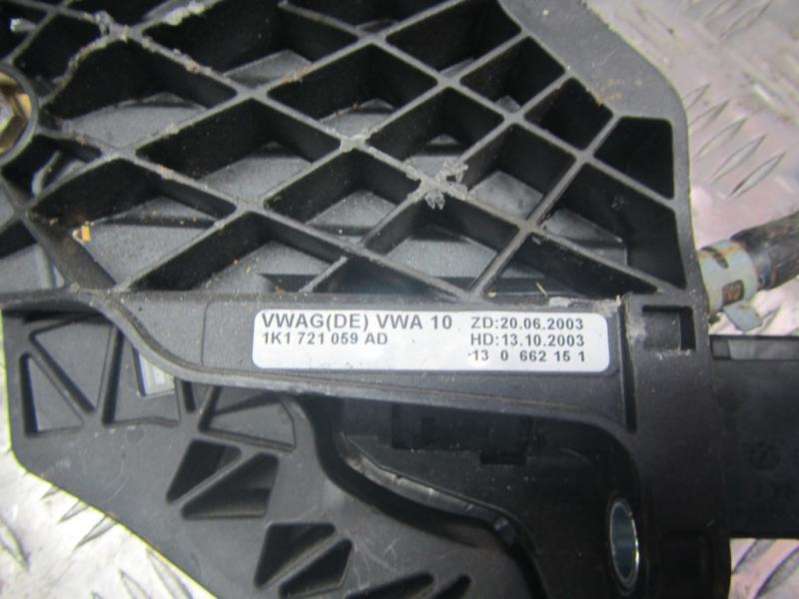 VWAG(DE) VWA 10 ZD:20.06.2003
1K1 721 059 AD HD:13.10.2003
-13 0 662 15 1